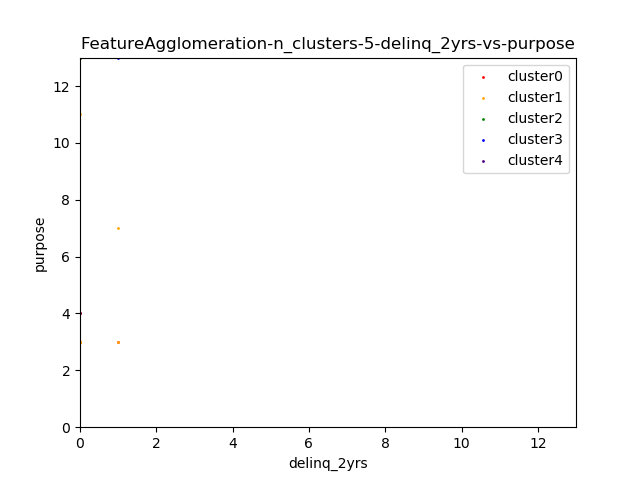 FeatureAgglomeration-n_clusters-5-delinq_2yrs-vs-purpose
cluster0
cluster1
cluster2
cluster3
cluster4
12
10
8
6
4
2
0
purpose
0 2 4 6 8 10 12
delinq_2yrs